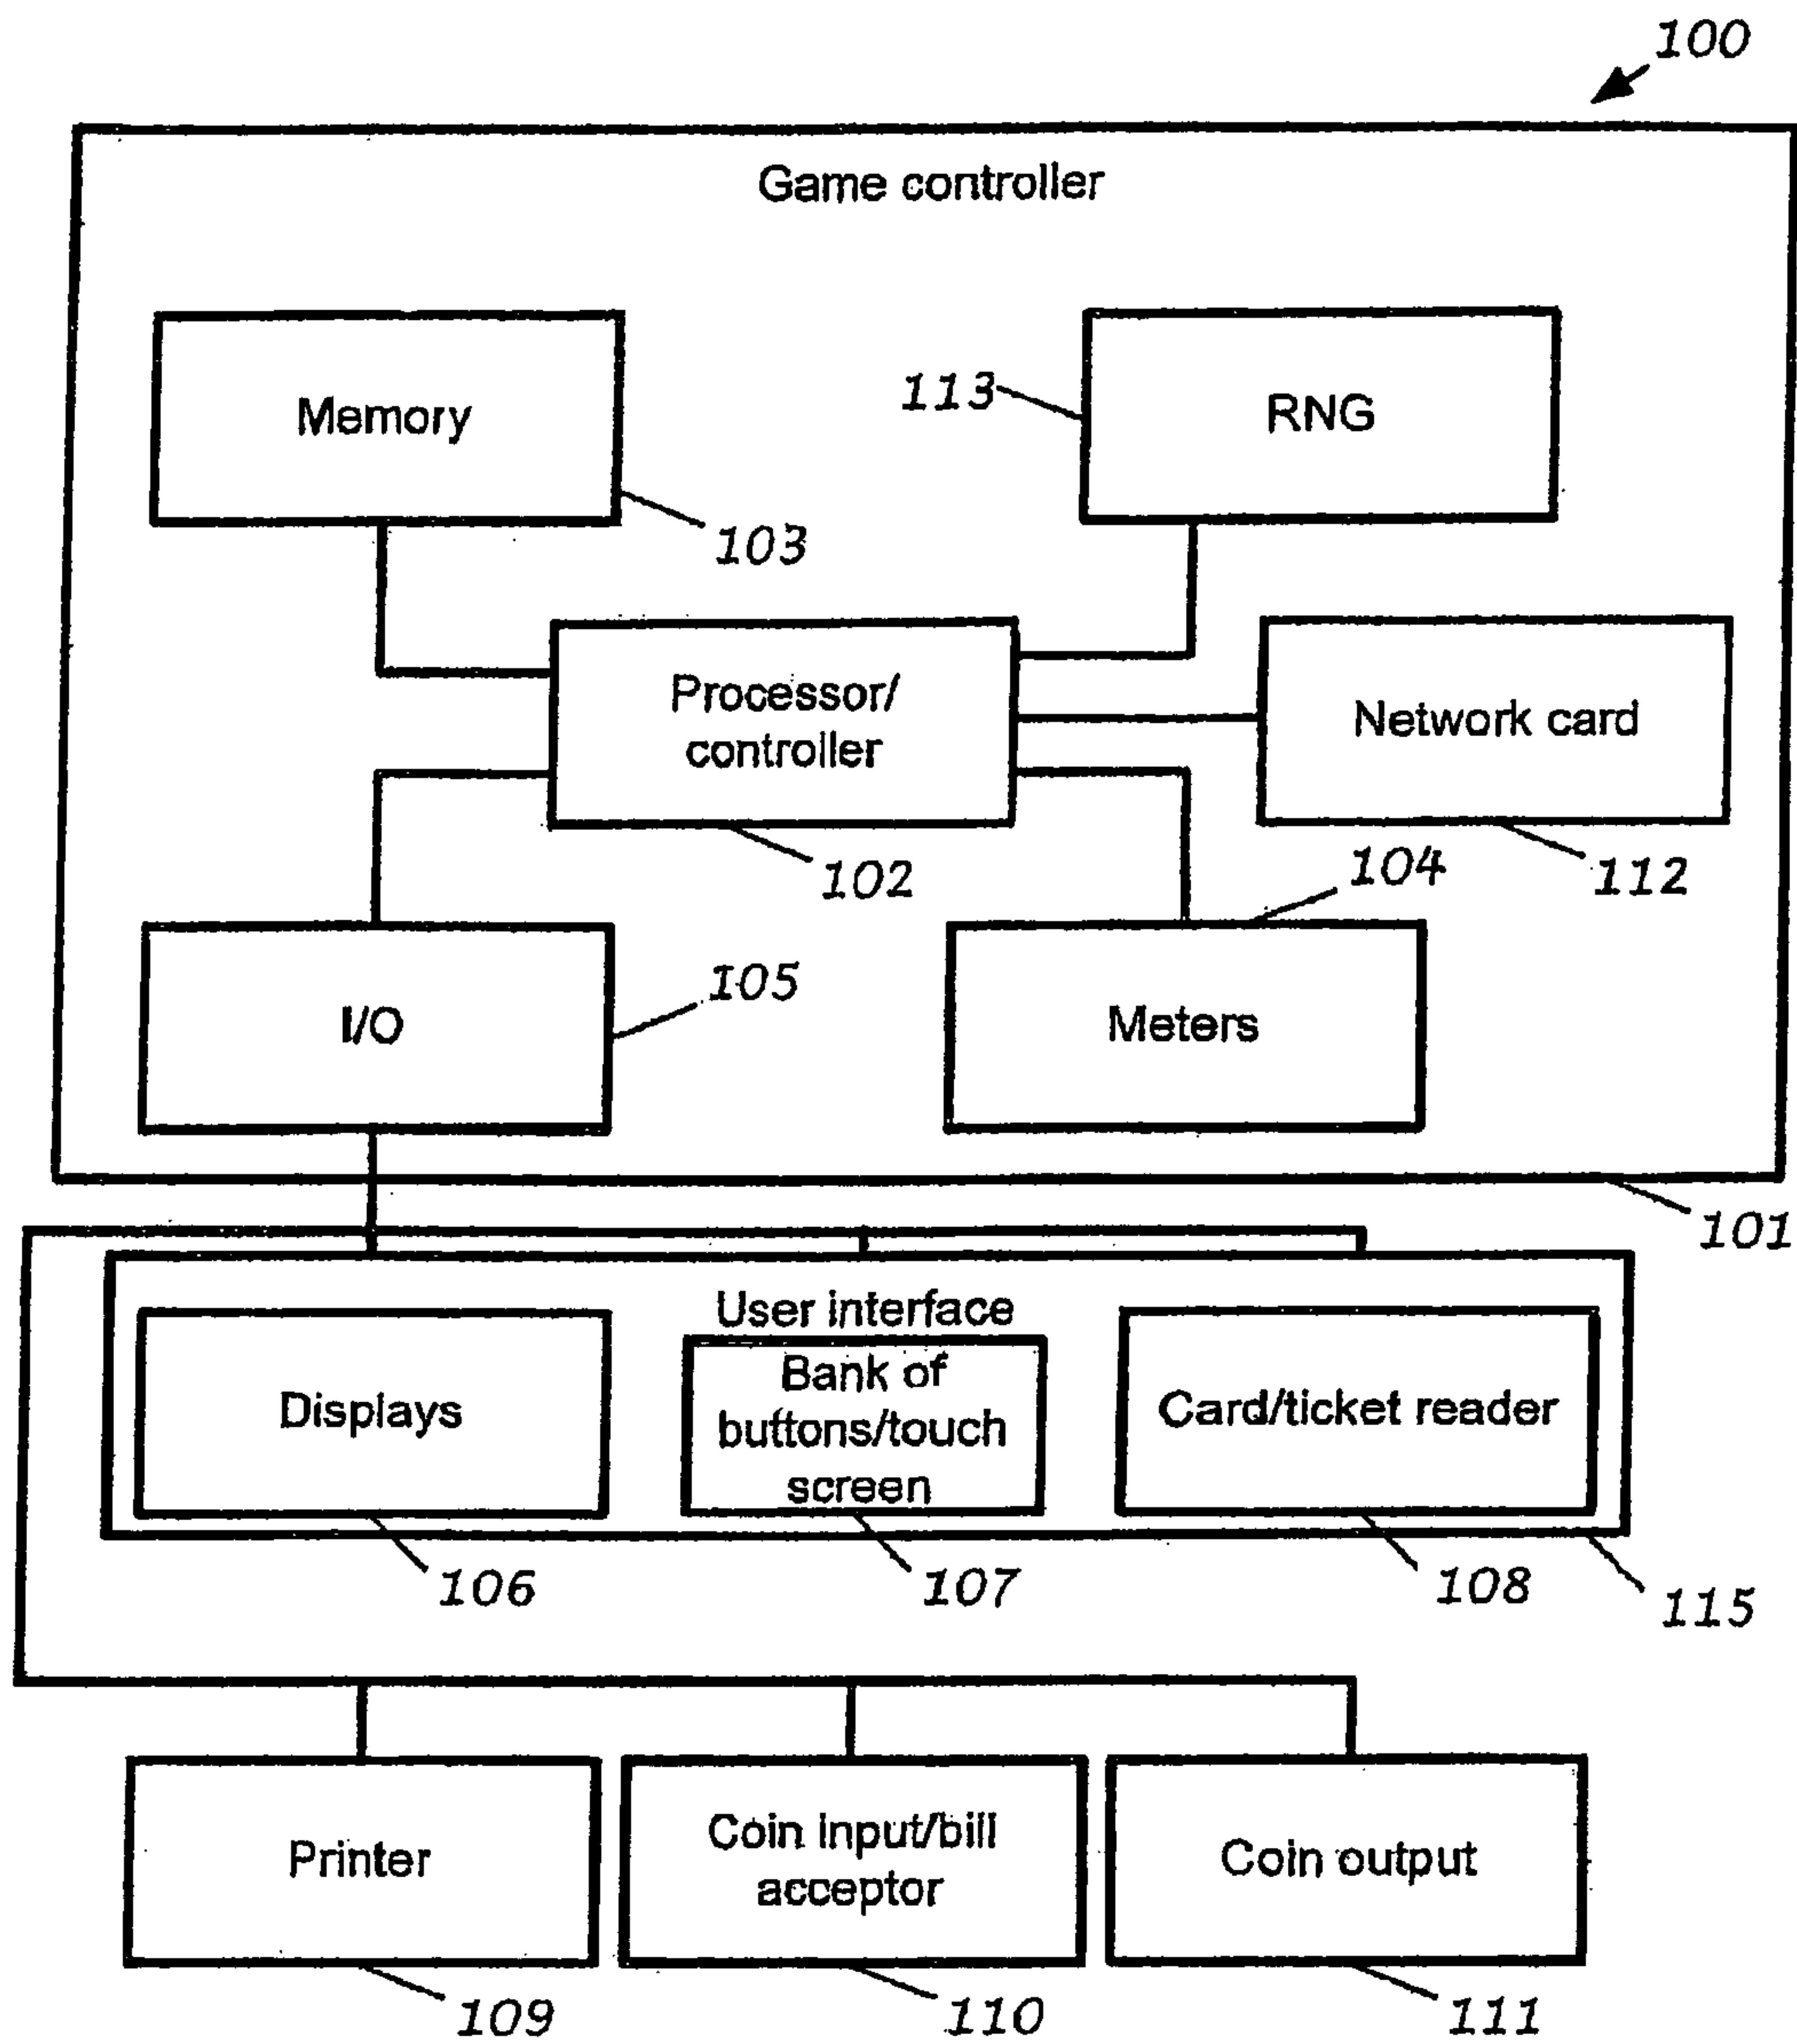 100
Game controller
Memory
113
RNG
103
Processor/
controller
Network card
102
104
112
I/O
105
Meters
101
User interface
Displays
Bank of
buttons/touch
screen
Card/ticket reader
106
107
108
115
Printer
Coin input/bill
acceptor
Coin output
109
110
111